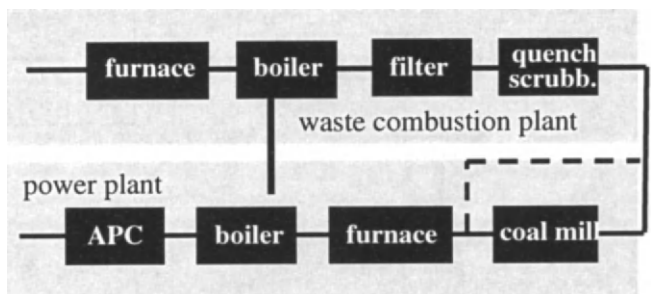 furnace boiler filter quench
scrubb.
waste combustion plant
power plant
APC boiler furnace coal mill